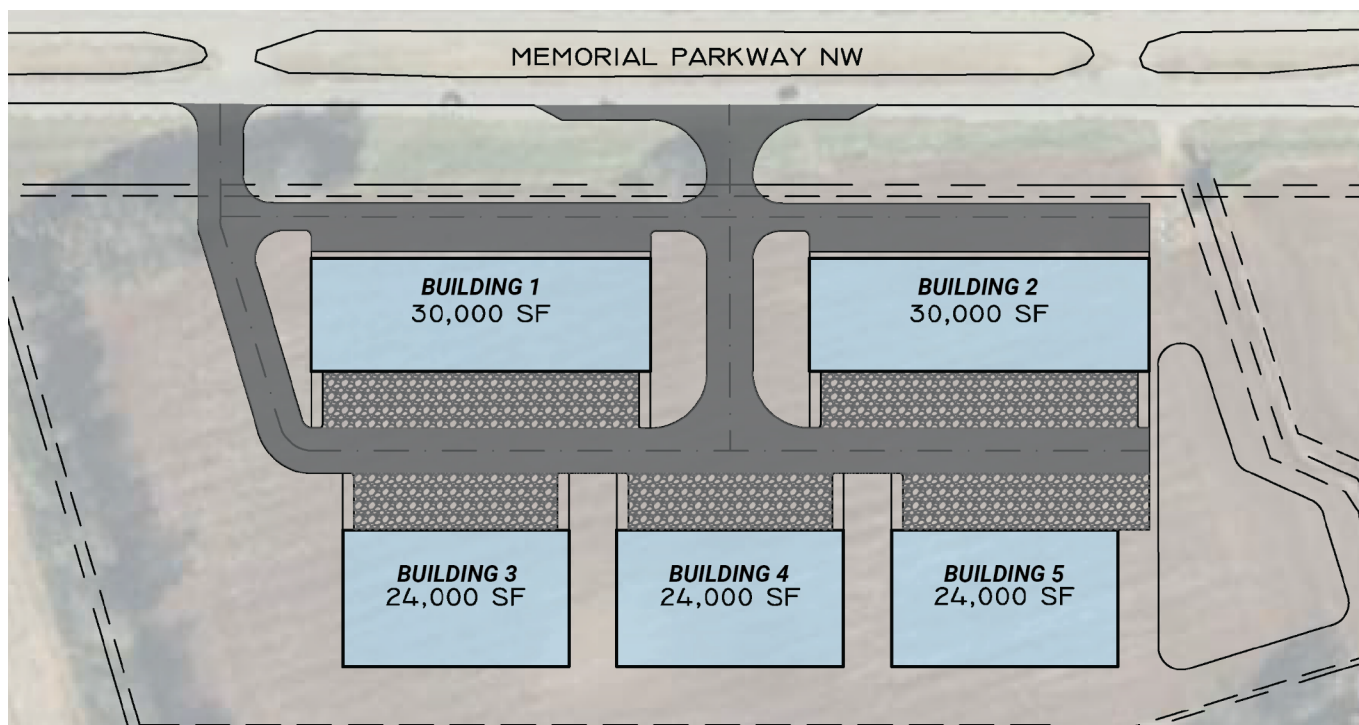 MEMORIAL PARKWAY NW
BUILDING 1
30,000 SF
BUILDING 2
30,000 SF
BUILDING 3
24,000 SF
BUILDING 4
24,000 SF
BUILDING 5
24,000 SF